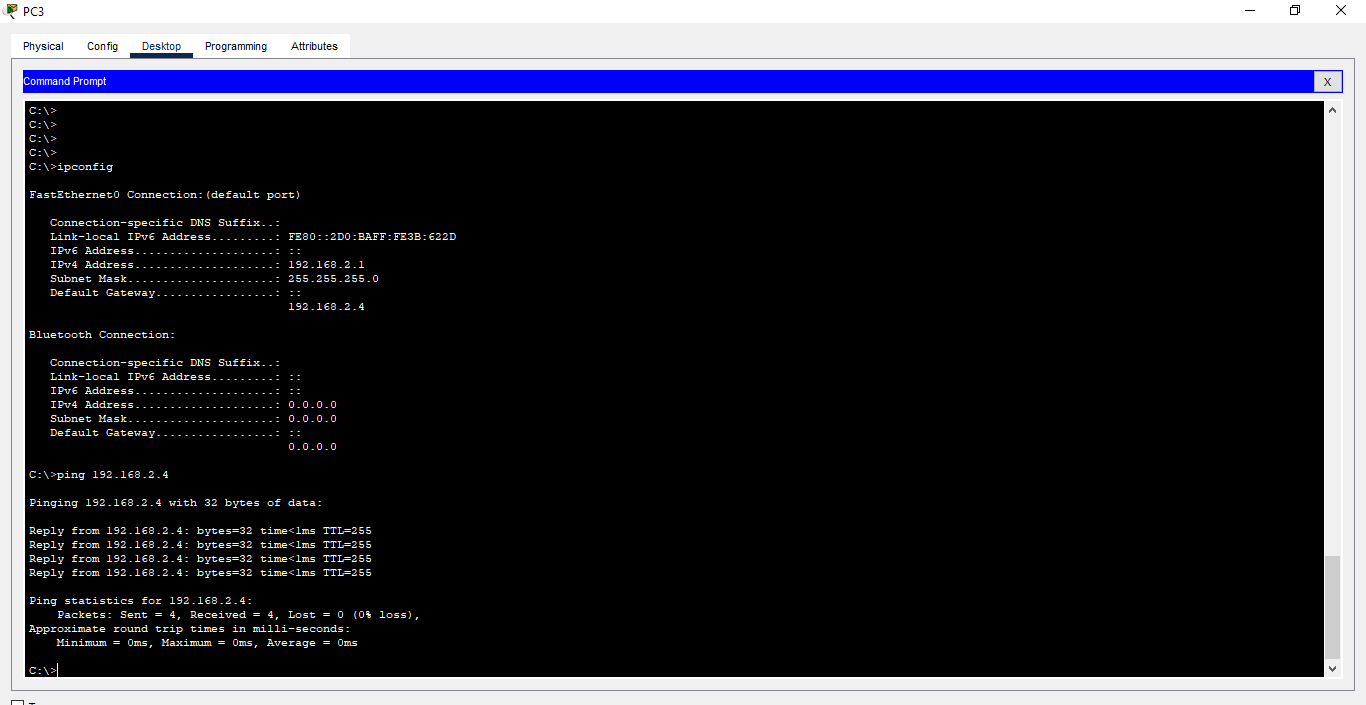 PC3
Physical Config Desktop Programming Attributes
Command Prompt X
C:\>
C:\>
C:\>
C:\>
C:\>ipconfig
FastEthernet0 Connection:(default port)
Connection-specific DNS Suffix..:
Link-local IPv6 Address.........: FE80::2D0:BAFF:FE3B:622D
IPv6 Address....................: ::
IPv4 Address....................: 192.168.2.1
Subnet Mask.....................: 255.255.255.0
Default Gateway.................: ::
192.168.2.4
Bluetooth Connection:
Connection-specific DNS Suffix..:
Link-local IPv6 Address.........: ::
IPv6 Address....................: ::
IPv4 Address....................: 0.0.0.0
Subnet Mask.....................: 0.0.0.0
Default Gateway.................: ::
0.0.0.0
C:\>ping 192.168.2.4
Pinging 192.168.2.4 with 32 bytes of data:
Reply from 192.168.2.4: bytes=32 time<1ms TTL=255
Reply from 192.168.2.4: bytes=32 time<1ms TTL=255
Reply from 192.168.2.4: bytes=32 time<1ms TTL=255
Reply from 192.168.2.4: bytes=32 time<1ms TTL=255
Ping statistics for 192.168.2.4:
Packets: Sent = 4, Received = 4, Lost = 0 (0% loss),
Approximate round trip times in milli-seconds:
Minimum = 0ms, Maximum = 0ms, Average = 0ms
C:\>